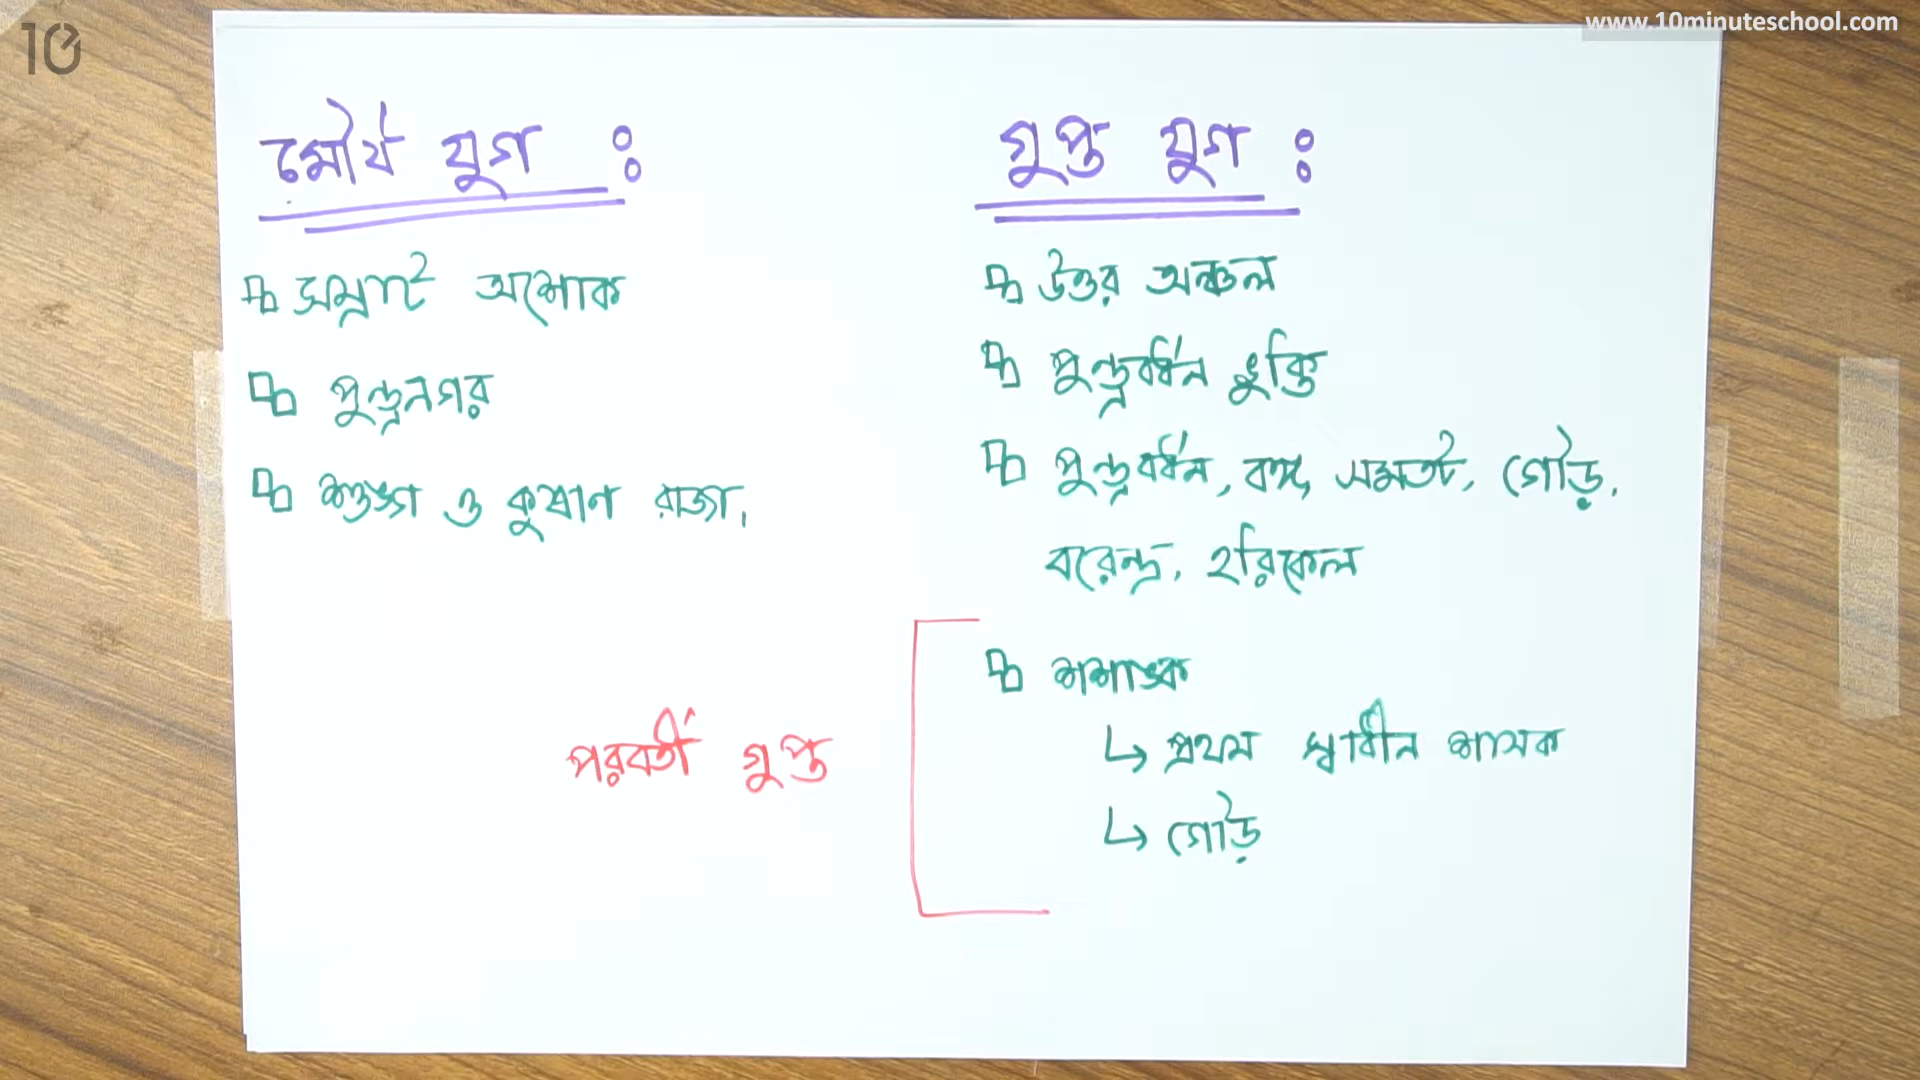 10
www.10minuteschool.com
মৌর্য যুগ :
সম্রাট অশোক
পুন্ড্রনগর
শুঙ্গ ও কুষাণ রাজা।
গুপ্ত যুগ :
উত্তর অঞ্চল
পুন্ড্রবর্ধন ভুক্তি
পুন্ড্রবর্ধন, বঙ্গ, সমতট, গৌড়,
বরেন্দ্র, হরিকেল
শশাঙ্ক
↳ প্রথম স্বাধীন শাসক
↳ গৌড়
পরবর্তী গুপ্ত